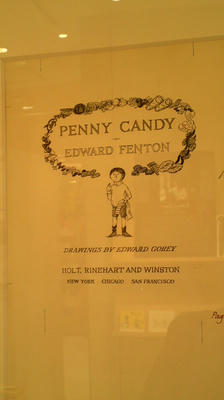 PENNY CANDY
EDWARD FENTON
DRAWINGS BY EDWARD GOREY
HOLT, RINEHART AND WINSTON
NEW YORK CHICAGO SAN FRANCISCO